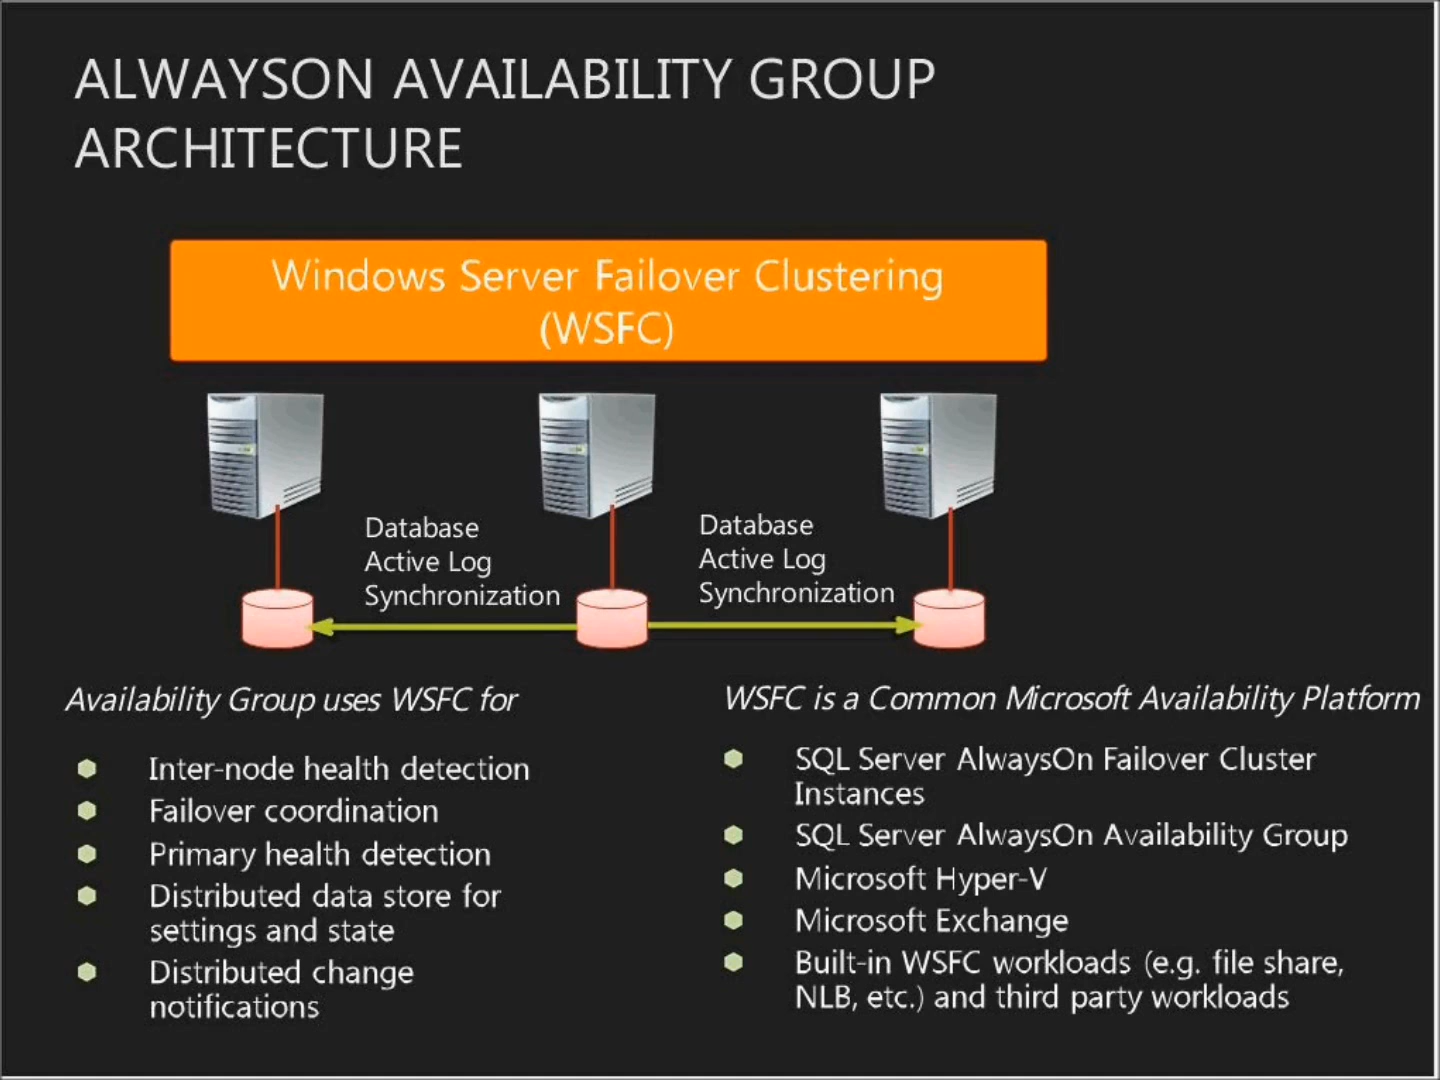 ALWAYSON AVAILABILITY GROUP
ARCHITECTURE
Windows Server Failover Clustering
(WSFC)
Database
Active Log
Synchronization
Database
Active Log
Synchronization
Availability Group uses WSFC for
Inter-node health detection
Failover coordination
Primary health detection
Distributed data store for
settings and state
Distributed change
notifications
WSFC is a Common Microsoft Availability Platform
SQL Server AlwaysOn Failover Cluster
Instances
SQL Server AlwaysOn Availability Group
Microsoft Hyper-V
Microsoft Exchange
Built-in WSFC workloads (e.g. file share,
NLB, etc.) and third party workloads